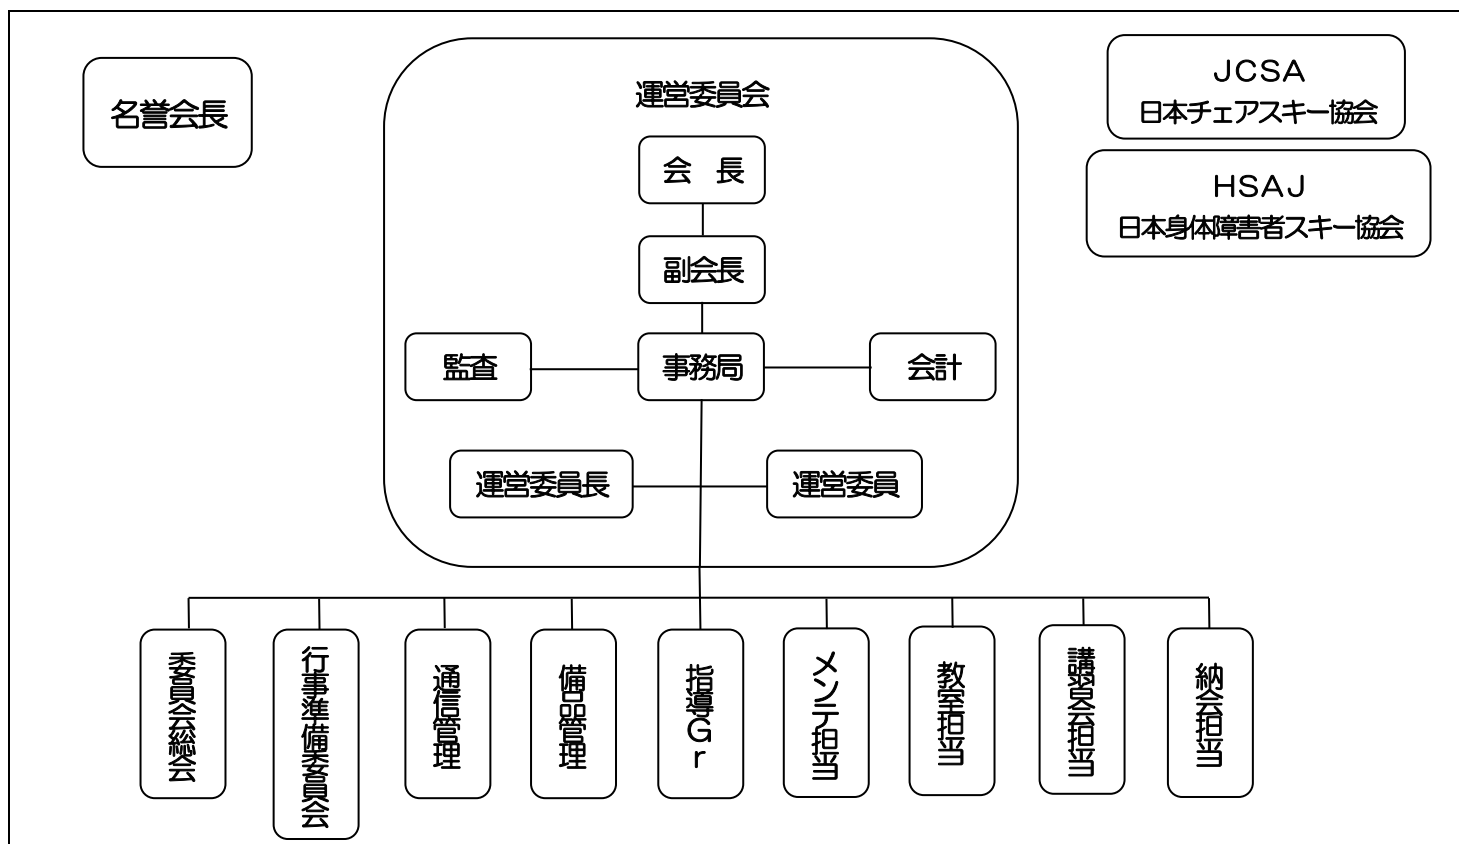 名誉会長
運営委員会
会　長
副会長
監査
事務局
会計
運営委員長
運営委員
JCSA
日本チェアスキー協会
HSAJ
日本身体障害者スキー協会
委員会総会
行事準備委員会
通信管理
備品管理
指導Gr
メンテ担当
教室担当
講習会担当
納会担当